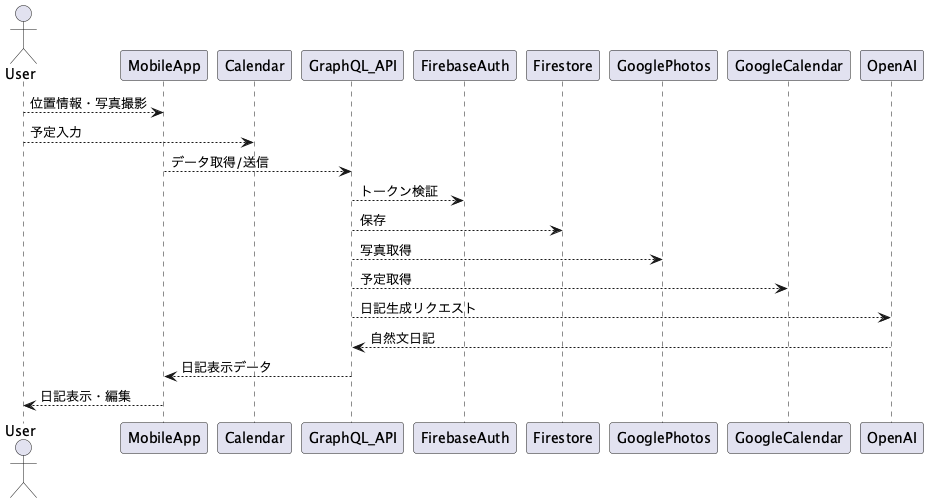 User MobileApp Calendar GraphQL_API FirebaseAuth Firestore GooglePhotos GoogleCalendar OpenAI
位置情報・写真撮影
予定入力
データ取得/送信
トークン検証
保存
写真取得
予定取得
日記生成リクエスト
自然文日記
日記表示データ
日記表示・編集
User MobileApp Calendar GraphQL_API FirebaseAuth Firestore GooglePhotos GoogleCalendar OpenAI